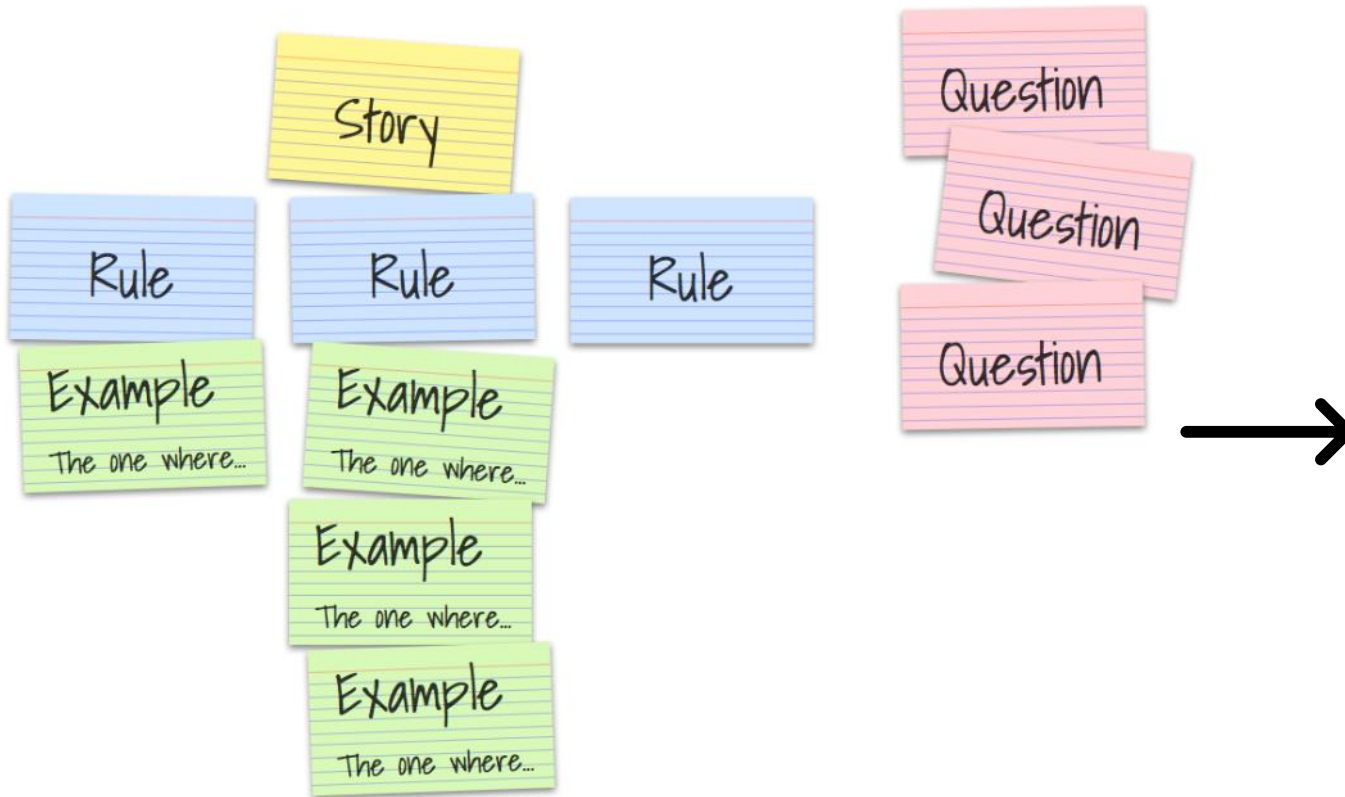 Story
Rule
Rule
Rule
Example
The one where...
Example
The one where...
Example
The one where...
Example
The one where...
Question
Question
Question